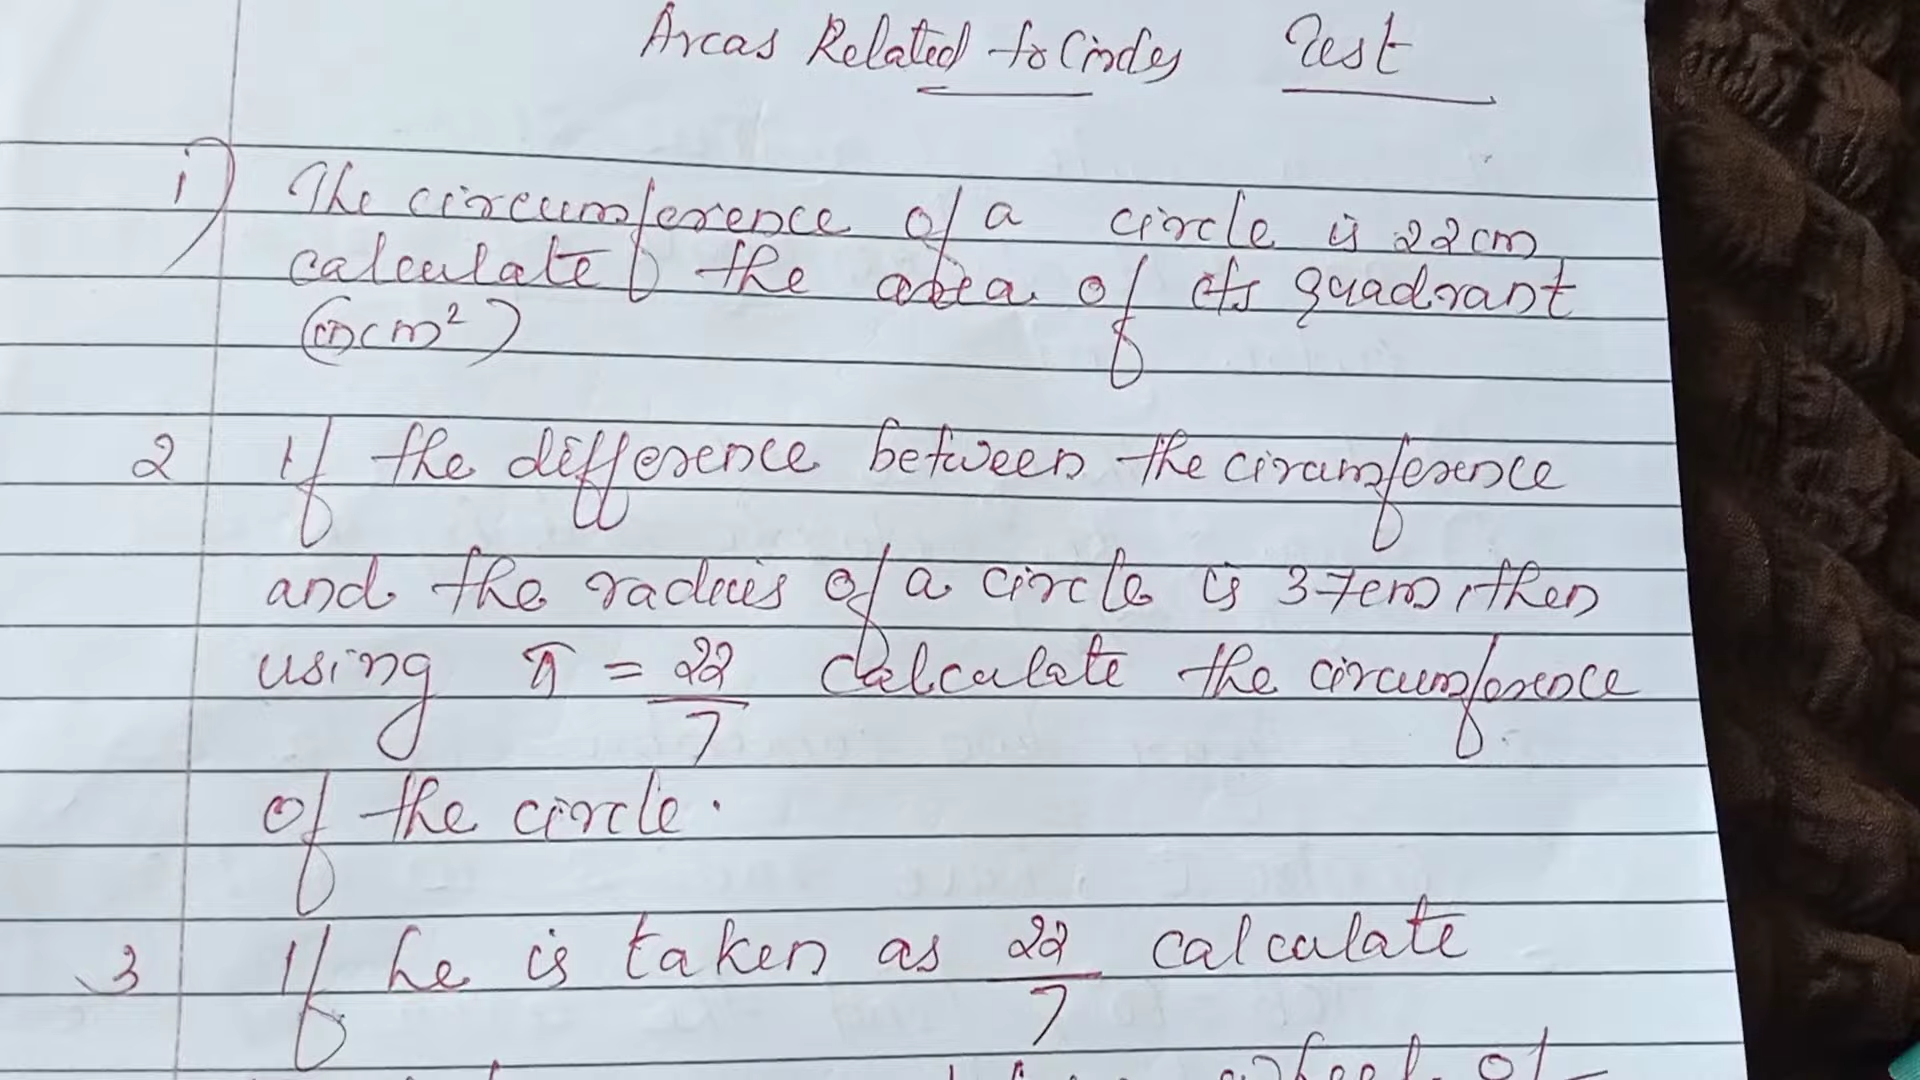 Areas Related to Circles Test
1) The circumference of a circle is 22cm
calculate the area of its quadrant
(in cm²)
2 If the difference between the circumference
and the radius of a circle is 37cm, then
using π = 22/7 calculate the circumference
of the circle.
3 If he is taken as 22/7 calculate
wheel of